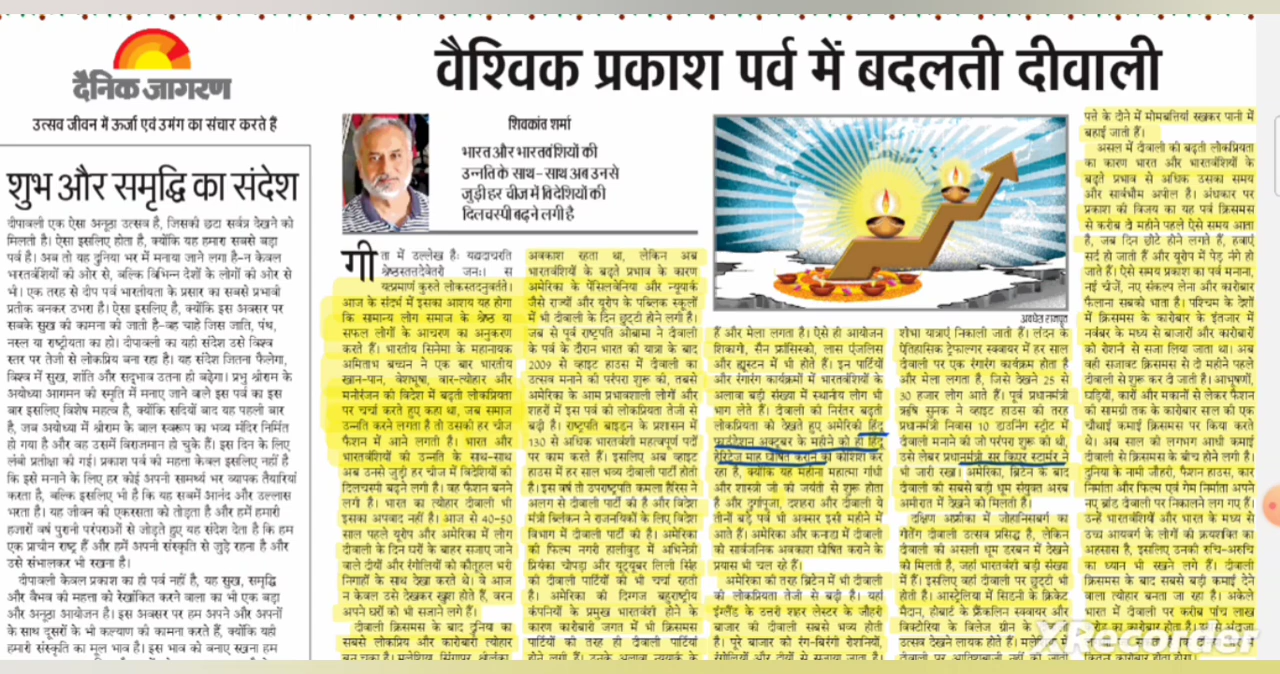 दैनिक जागरण
उत्सव जीवन में ऊर्जा एवं उमंग का संचार करते हैं
शुभ और समृद्धि का संदेश
दीपावली एक ऐसा अनूठा उत्सव है, जिसकी छटा सर्वत्र देखने को
मिलती है। ऐसा इसलिए होता है, क्योंकि यह हमारा सबसे बड़ा
पर्व है। अब तो यह दुनिया भर में मनाया जाने लगा है-न केवल
भारतवंशियों की ओर से, बल्कि विभिन्न देशों के लोगों की ओर से
भी। एक तरह से दीप पर्व भारतीयता के प्रसार का सबसे प्रभावी
प्रतीक बनकर उभरा है। ऐसा इसलिए, क्योंकि इस अवसर पर
सबके सुख की कामना की जाती है-वह चाहे जिस जाति, पंथ,
नस्ल या राष्ट्रीयता का हो। दीपावली का यही संदेश उसे विश्व
स्तर पर तेजी से लोकप्रिय बना रहा है। यह संदेश जितना फैलेगा,
विश्व में सुख, शांति और सद्भाव उतना ही बढ़ेगा। प्रभु श्रीराम के
अयोध्या आगमन की स्मृति में मनाए जाने वाले इस पर्व का इस
बार इसलिए विशेष महत्व है, क्योंकि सदियों बाद यह पहली बार
है, जब अयोध्या में श्रीराम के बाल स्वरूप का भव्य मंदिर निर्मित
हो गया है और वह उसमें विराजमान हो चुके हैं। इस दिन के लिए
लंबी प्रतीक्षा की गई। प्रकाश पर्व की महत्ता केवल इसलिए नहीं है
कि इसे मनाने के लिए हर कोई अपनी सामर्थ्य भर व्यापक तैयारियां
करता है, बल्कि इसलिए भी है कि यह सबमें आनंद और उल्लास
भरता है। यह जीवन की एकरसता को तोड़ता है और हमें हमारी
हजारों वर्ष पुरानी परंपराओं से जोड़ते हुए यह संदेश देता है कि हम
एक प्राचीन राष्ट्र हैं और हमें अपनी संस्कृति से जुड़े रहना है और
उसे संभालकर भी रखना है।
दीपावली केवल प्रकाश का ही पर्व नहीं है, यह सुख, समृद्धि
और वैभव की महत्ता को रेखांकित करने वाला का भी एक बड़ा
और अनूठा आयोजन है। इस अवसर पर हम अपने और अपनों
के साथ दूसरों के भी कल्याण की कामना करते हैं, क्योंकि यही
हमारी संस्कृति का मूल भाव है। इस भाव को बनाए रखना हम
वैश्विक प्रकाश पर्व में बदलती दीवाली
शिवकांत शर्मा
भारत और भारतवंशियों की
उन्नति के साथ-साथ अब उनसे
जुड़ी हर चीज में विदेशियों की
दिलचस्पी बढ़ने लगी है
गीता में उल्लेख है: यद्यदाचरति
श्रेष्ठस्तत्तदेवेतरो जनः। स
यत्प्रमाणं कुरुते लोकस्तदनुवर्तते।
आज के संदर्भ में इसका आशय यह होगा
कि सामान्य लोग समाज के श्रेष्ठ या
सफल लोगों के आचरण का अनुकरण
करते हैं। भारतीय सिनेमा के महानायक
अमिताभ बच्चन ने एक बार भारतीय
खान-पान, वेशभूषा, वार-त्योहार और
मनोरंजन की विदेश में बढ़ती लोकप्रियता
पर चर्चा करते हुए कहा था, जब समाज
उन्नति करने लगता है तो उसकी हर चीज
फैशन में आने लगती है। भारत और
भारतवंशियों की उन्नति के साथ-साथ
अब उनसे जुड़ी हर चीज में विदेशियों की
दिलचस्पी बढ़ने लगी है। वह फैशन बनने
लगी है। भारत का त्योहार दीवाली भी
इसका अपवाद नहीं है। आज से 40-50
साल पहले यूरोप और अमेरिका में लोग
दीवाली के दिन घरों के बाहर सजाए जाने
वाले दीयों और रंगोलियों को कौतूहल भरी
निगाहों के साथ देखा करते थे। वे आज
न केवल उसे देखकर खुश होते हैं, वरन
अपने घरों को भी सजाने लगे हैं।
दीवाली क्रिसमस के बाद दुनिया का
सबसे लोकप्रिय और कारोबारी त्योहार
बन चुका है। मलेशिया, सिंगापुर, श्रीलंका,
अवकाश रहता था, लेकिन अब
भारतवंशियों के बढ़ते प्रभाव के कारण
अमेरिका के पेंसिलवेनिया और न्यूयार्क
जैसे राज्यों और यूरोप के पब्लिक स्कूलों
में भी दीवाली के दिन छुट्टी होने लगी है।
जब से पूर्व राष्ट्रपति ओबामा ने दीवाली
के पर्व के दौरान भारत की यात्रा के बाद
2009 से व्हाइट हाउस में दीवाली का
उत्सव मनाने की परंपरा शुरू की, तबसे
अमेरिका के आम प्रभावशाली लोगों और
शहरों में इस पर्व की लोकप्रियता तेजी से
बढ़ी है। राष्ट्रपति बाइडन के प्रशासन में
130 से अधिक भारतवंशी महत्वपूर्ण पदों
पर काम करते हैं। इसलिए अब व्हाइट
हाउस में हर साल भव्य दीवाली पार्टी होती
है। इस वर्ष तो उपराष्ट्रपति कमला हैरिस ने
अलग से दीवाली पार्टी की है और विदेश
मंत्री ब्लिंकन ने राजनयिकों के लिए विदेश
विभाग में दीवाली पार्टी की है। अमेरिका
की फिल्म नगरी हालीवुड में अभिनेत्री
प्रियंका चोपड़ा और यूट्यूबर लिली सिंह
की दीवाली पार्टियों की भी चर्चा रहती
है। अमेरिका की दिग्गज बहुराष्ट्रीय
कंपनियों के प्रमुख भारतवंशी होने के
कारण कारोबारी जगत में भी क्रिसमस
पार्टियों की तरह ही दीवाली पार्टियां
होने लगी हैं। उनके अलावा न्यूयार्क के
अवधेश राजपूत
हैं और मेला लगता है। ऐसे ही आयोजन
शिकागो, सैन फ्रांसिस्को, लास एंजलिस
और ह्यूस्टन में भी होते हैं। इन पार्टियों
और रंगारंग कार्यक्रमों में भारतवंशियों के
अलावा बड़ी संख्या में स्थानीय लोग भी
भाग लेते हैं। दीवाली की निरंतर बढ़ती
लोकप्रियता को देखते हुए अमेरिकी हिंदू
फाउंडेशन अक्टूबर के महीने को ही हिंदू
हेरिटेज माह घोषित कराने की कोशिश कर
रहा है, क्योंकि यह महीना महात्मा गांधी
और शास्त्री जी की जयंती से शुरू होता
है और दुर्गापूजा, दशहरा और दीवाली ये
तीनों बड़े पर्व भी अक्सर इसी महीने में
आते हैं। अमेरिका और कनाडा में दीवाली
को सार्वजनिक अवकाश घोषित कराने के
प्रयास भी चल रहे हैं।
अमेरिका की तरह ब्रिटेन में भी दीवाली
की लोकप्रियता तेजी से बढ़ी है। यहां
इंग्लैंड के उत्तरी शहर लेस्टर के जौहरी
बाजार की दीवाली सबसे भव्य होती
है। पूरे बाजार को रंग-बिरंगी रोशनियों,
रंगोलियों और दीयों से सजाया जाता है।
शोभा यात्राएं निकाली जाती हैं। लंदन के
ऐतिहासिक ट्रेफाल्गर स्क्वायर में हर साल
दीवाली पर एक रंगारंग कार्यक्रम होता है
और मेला लगता है, जिसे देखने 25 से
30 हजार लोग आते हैं। पूर्व प्रधानमंत्री
ऋषि सुनक ने व्हाइट हाउस की तरह
प्रधानमंत्री निवास 10 डाउनिंग स्ट्रीट में
दीवाली मनाने की जो परंपरा शुरू की थी,
उसे लेबर प्रधानमंत्री सर किएर स्टार्मर ने
भी जारी रखा। अमेरिका, ब्रिटेन के बाद
दीवाली की सबसे बड़ी धूम संयुक्त अरब
अमीरात में देखने को मिलती है।
दक्षिण अफ्रीका में जोहानिसबर्ग का
गौतेंग दीवाली उत्सव प्रसिद्ध है, लेकिन
दीवाली की असली धूम डरबन में देखने
को मिलती है, जहां भारतवंशी बड़ी संख्या
में हैं। इसलिए वहां दीवाली पर छुट्टी भी
होती है। आस्ट्रेलिया में सिडनी के क्रिकेट
मैदान, होबार्ट के फ्रैंकलिन स्क्वायर और
विक्टोरिया के विलेज ग्रीन के
उत्सव देखने लायक होते हैं।
दीवाली पर आतिशबाजी नहीं की जाती
पत्ते के दौने में मोमबत्तियां रखकर पानी में
बहाई जाती हैं।
असल में दीवाली की बढ़ती लोकप्रियता
का कारण भारत और भारतवंशियों के
बढ़ते प्रभाव से अधिक उसका समय
और सार्वभौम अपील है। अंधकार पर
प्रकाश की विजय का यह पर्व क्रिसमस
से करीब दो महीने पहले ऐसे समय आता
है, जब दिन छोटे होने लगते हैं, हवाएं
सर्द हो जाती हैं और यूरोप में पेड़ नंगे हो
जाते हैं। ऐसे समय प्रकाश का पर्व मनाना,
नई चीजें, नए संकल्प लेना और कारोबार
फैलाना सबको भाता है। पश्चिम के देशों
में क्रिसमस के कारोबार के इंतजार में
नवंबर के मध्य से बाजारों और कारोबारों
को रोशनी से सजा लिया जाता था। अब
वही सजावट क्रिसमस से दो महीने पहले
दीवाली से शुरू कर दी जाती है। आभूषणों,
घड़ियों, कारों और मकानों से लेकर फैशन
की सामग्री तक के कारोबार साल की एक
चौथाई कमाई क्रिसमस पर किया करते
थे। अब साल की लगभग आधी कमाई
दीवाली से क्रिसमस के बीच होने लगी है।
दुनिया के नामी जौहरी, फैशन हाउस, कार
निर्माता और फिल्म एवं गेम निर्माता अपने
नए ब्रांड दीवाली पर निकालने लग गए हैं।
उन्हें भारतवंशियों और भारत के मध्य से
उच्च आयवर्ग के लोगों की क्रयशक्ति का
अहसास है, इसलिए उनकी रुचि-अरुचि
का ध्यान भी रखने लगे हैं। दीवाली
क्रिसमस के बाद सबसे बड़ी कमाई देने
वाला त्योहार बनता जा रहा है। अकेले
भारत में दीवाली पर करीब पांच लाख
करोड़ का कारोबार होता है।
कितना कारोबार होता होगा।
XRecorder